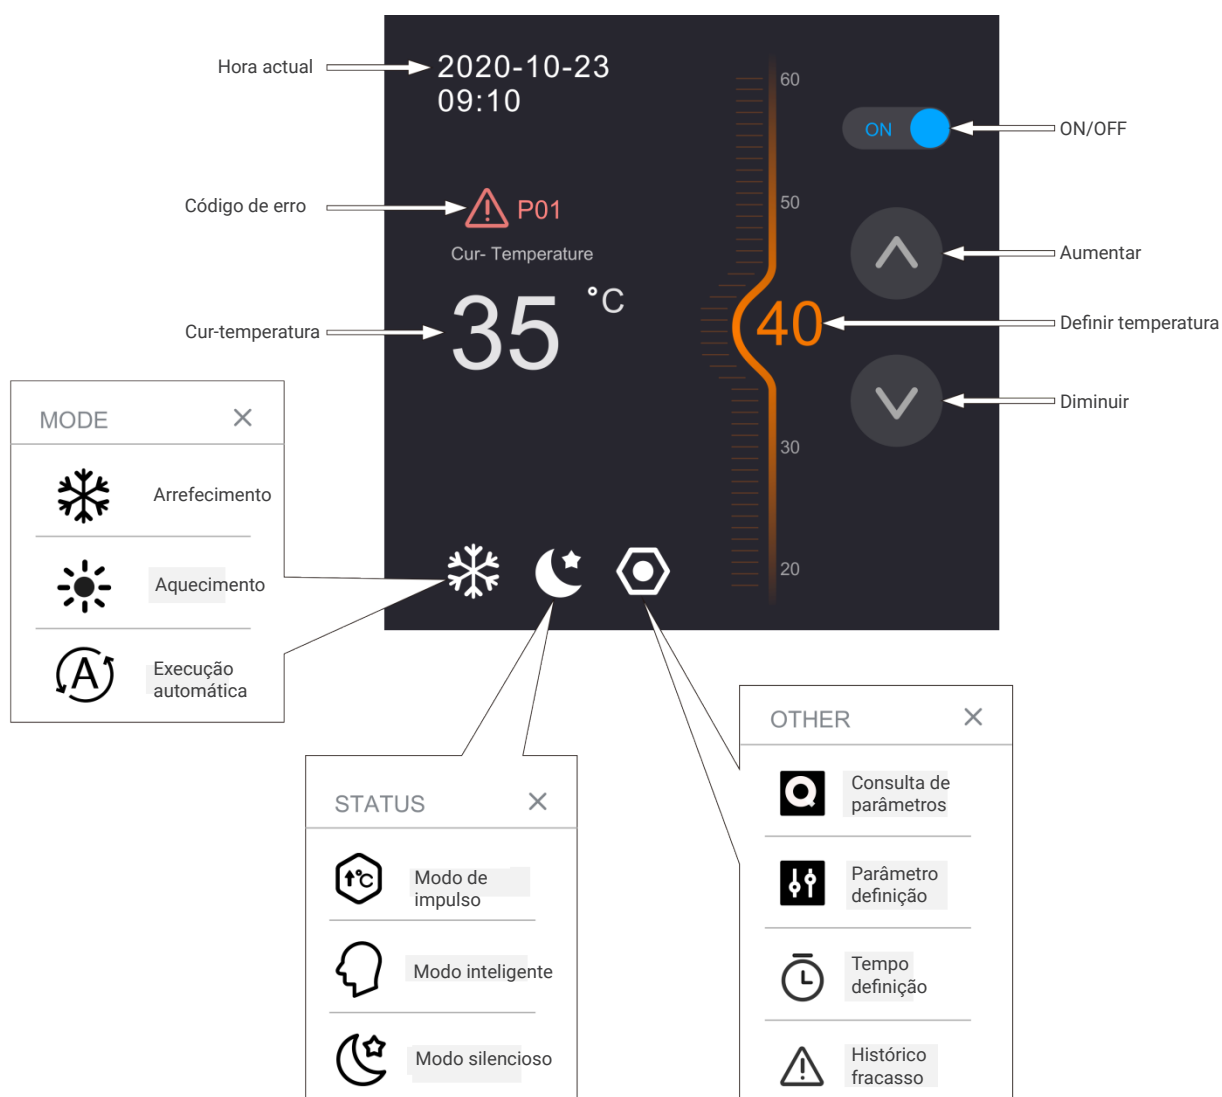 Hora actual
2020-10-23
09:10
60
ON
ON/OFF
Código de erro
P01
50
Cur- Temperature
Aumentar
Cur-temperatura
35 °C
40
Definir temperatura
Diminuir
30
20
MODE
Arrefecimento
Aquecimento
A
Execução
automática
STATUS
°C
Modo de
impulso
Modo inteligente
Modo silencioso
OTHER
Q
Consulta de
parâmetros
Parâmetro
definição
Tempo
definição
Histórico
fracasso